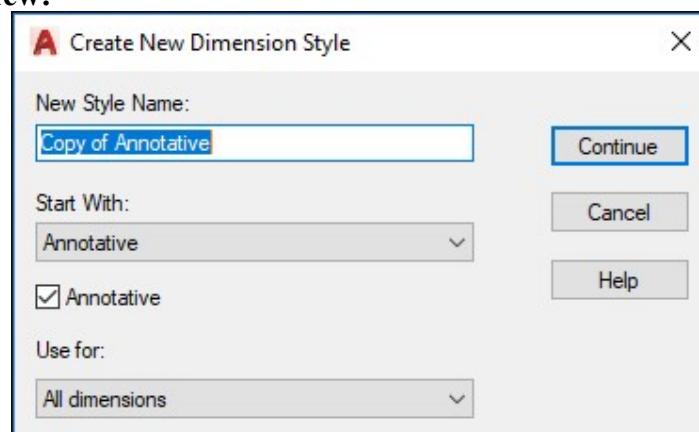 Create New Dimension Style
New Style Name:
Copy of Annotative
Continue
Start With:
Cancel
Annotative
Help
Annotative
Use for:
All dimensions